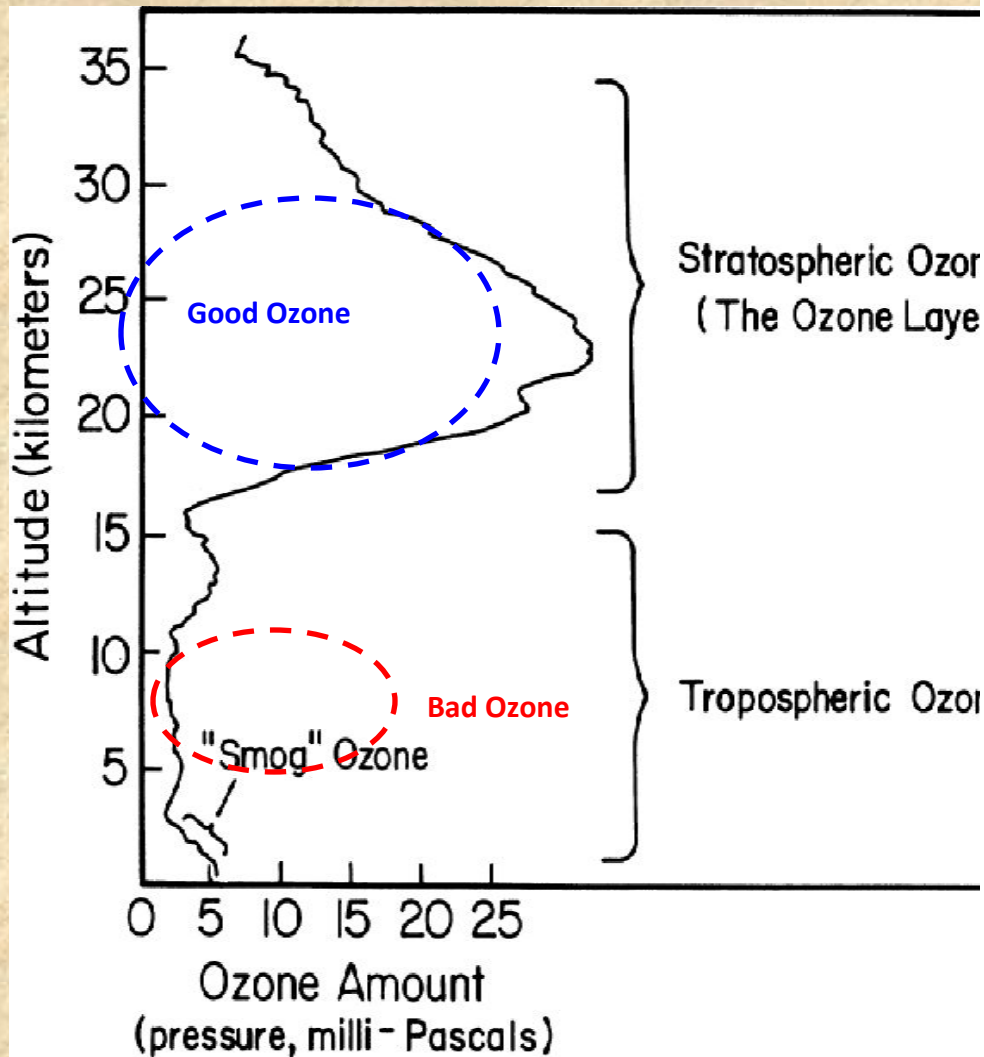 35
30
25
20
15
10
5
Altitude (kilometers)
Good Ozone
Stratospheric Ozon
(The Ozone Laye
Bad Ozone
Tropospheric Ozon
"Smog" Ozone
0 5 10 15 20 25
Ozone Amount
(pressure, milli-Pascals)